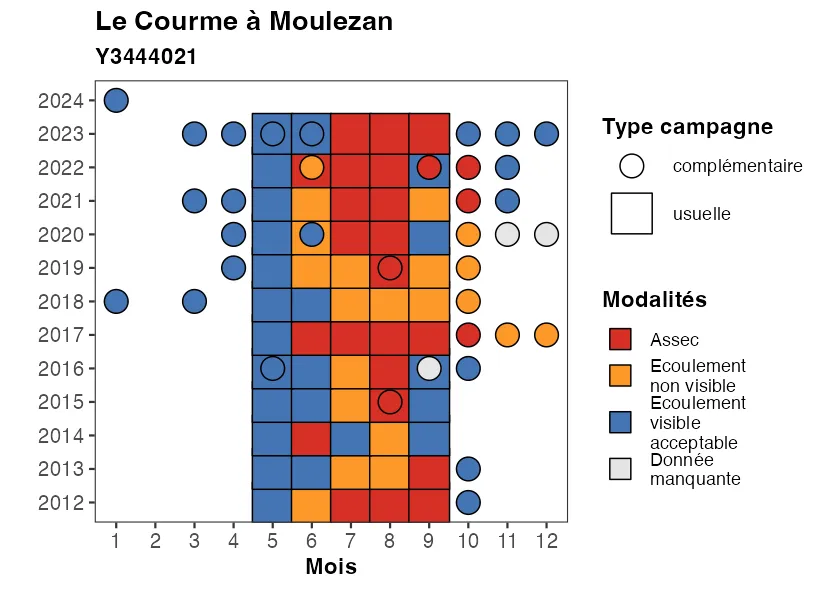 Le Courme à Moulezan
Y3444021
2024
2023
2022
2021
2020
2019
2018
2017
2016
2015
2014
2013
2012
1 2 3 4 5 6 7 8 9 10 11 12
Mois
Type campagne
complémentaire
usuelle
Modalités
Assec
Ecoulement
non visible
Ecoulement
visible
acceptable
Donnée
manquante